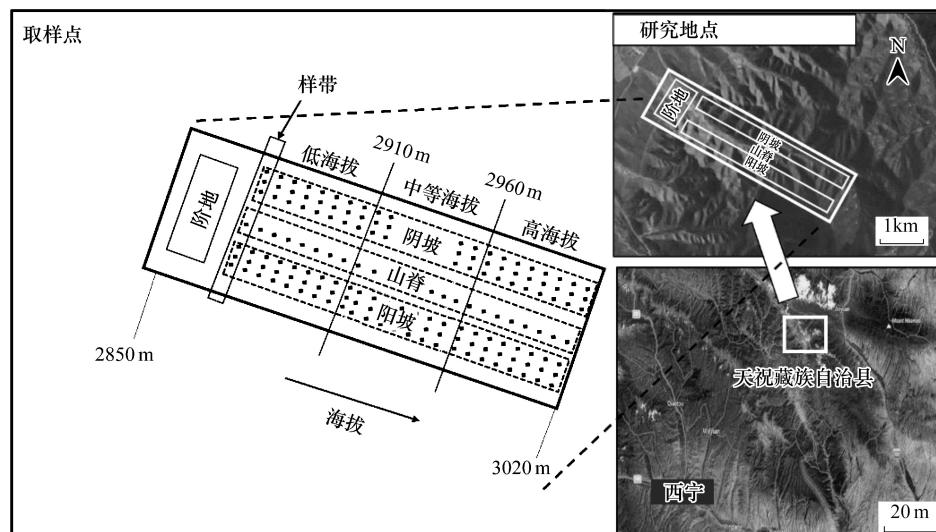 取样点
样带
低海拔
2910 m
中等海拔
2960 m
高海拔
阶地
阴坡
山脊
阳坡
2850 m
海拔
3020 m
研究地点
N
阶地
阴坡
山脊
阳坡
1km
天祝藏族自治县
西宁
20 m